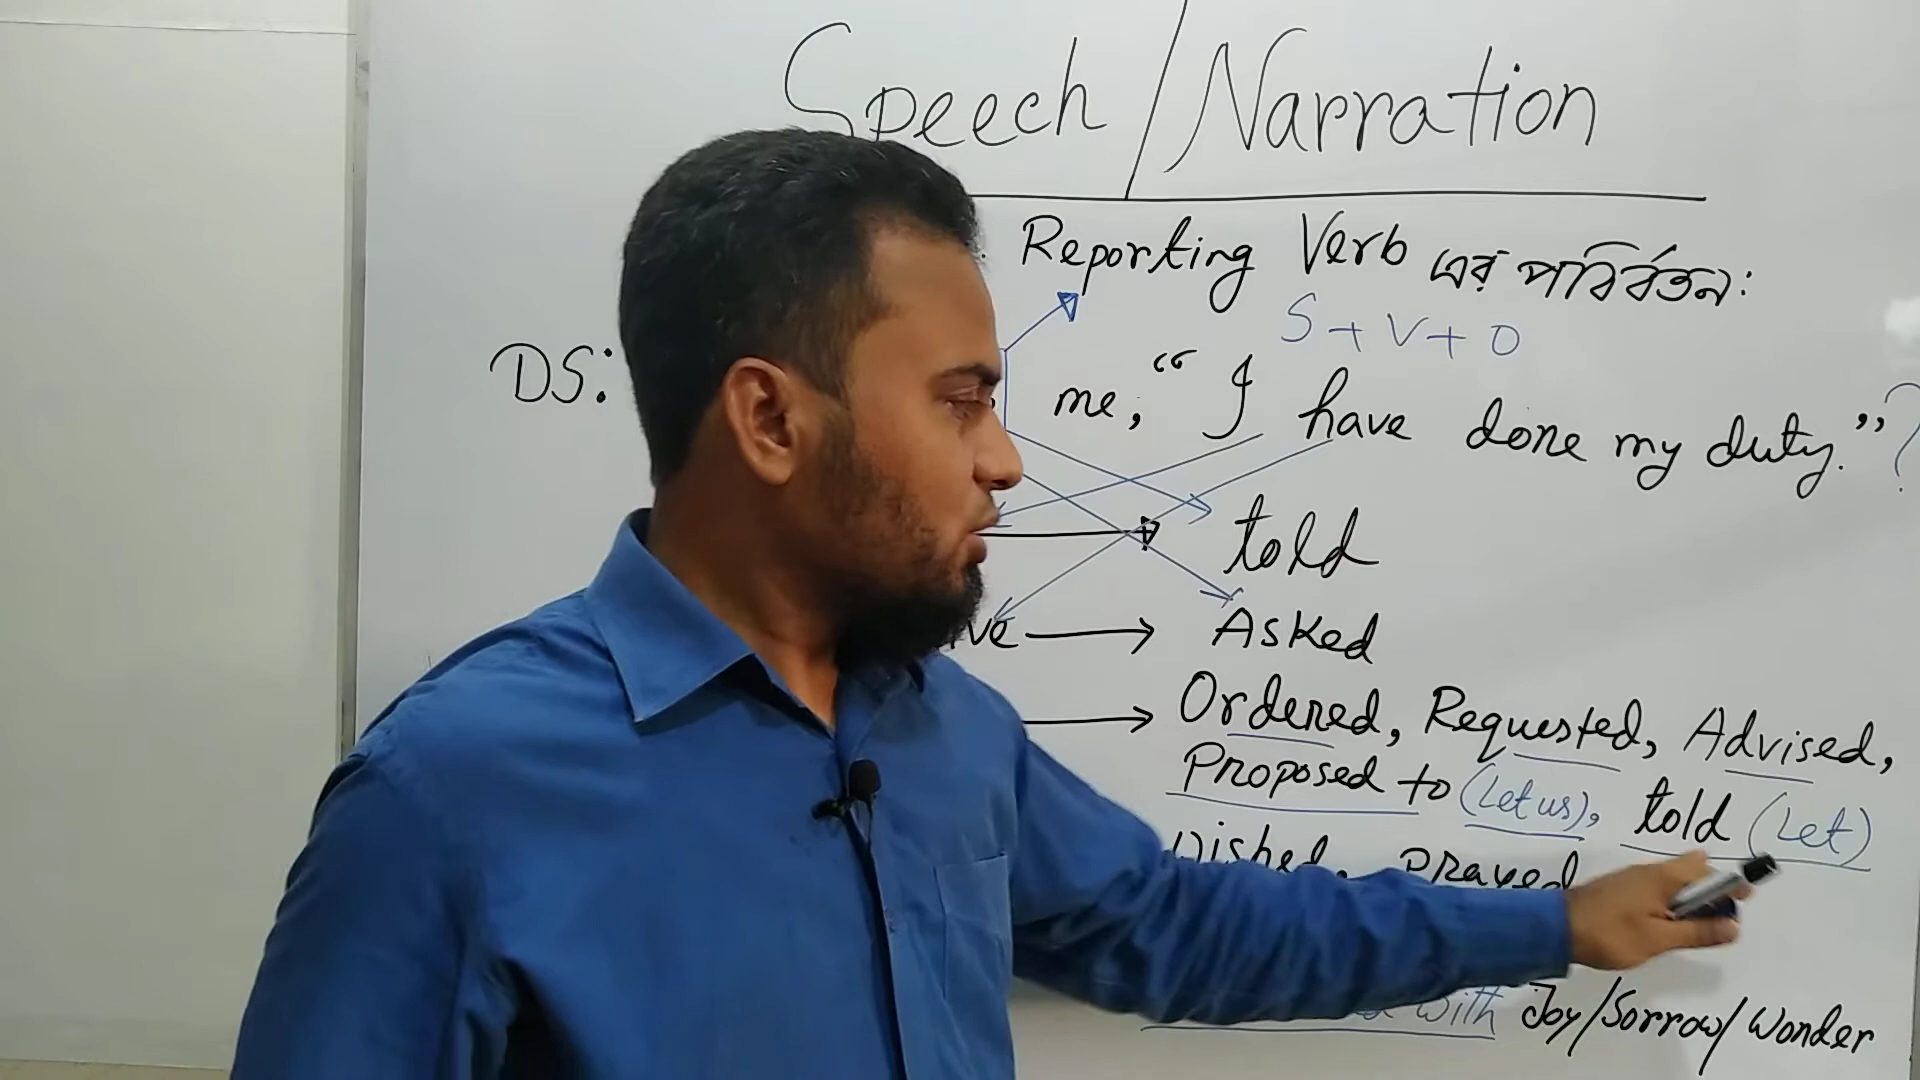 Speech/Narration
Reporting Verb এর পরিবর্তন:
S + V + O
DS: me, “I have done my duty.” ?
told
ve → Asked
→ Ordered, Requested, Advised,
Proposed to (Let us), told (Let)
Wished, Prayed
with Joy/Sorrow/Wonder